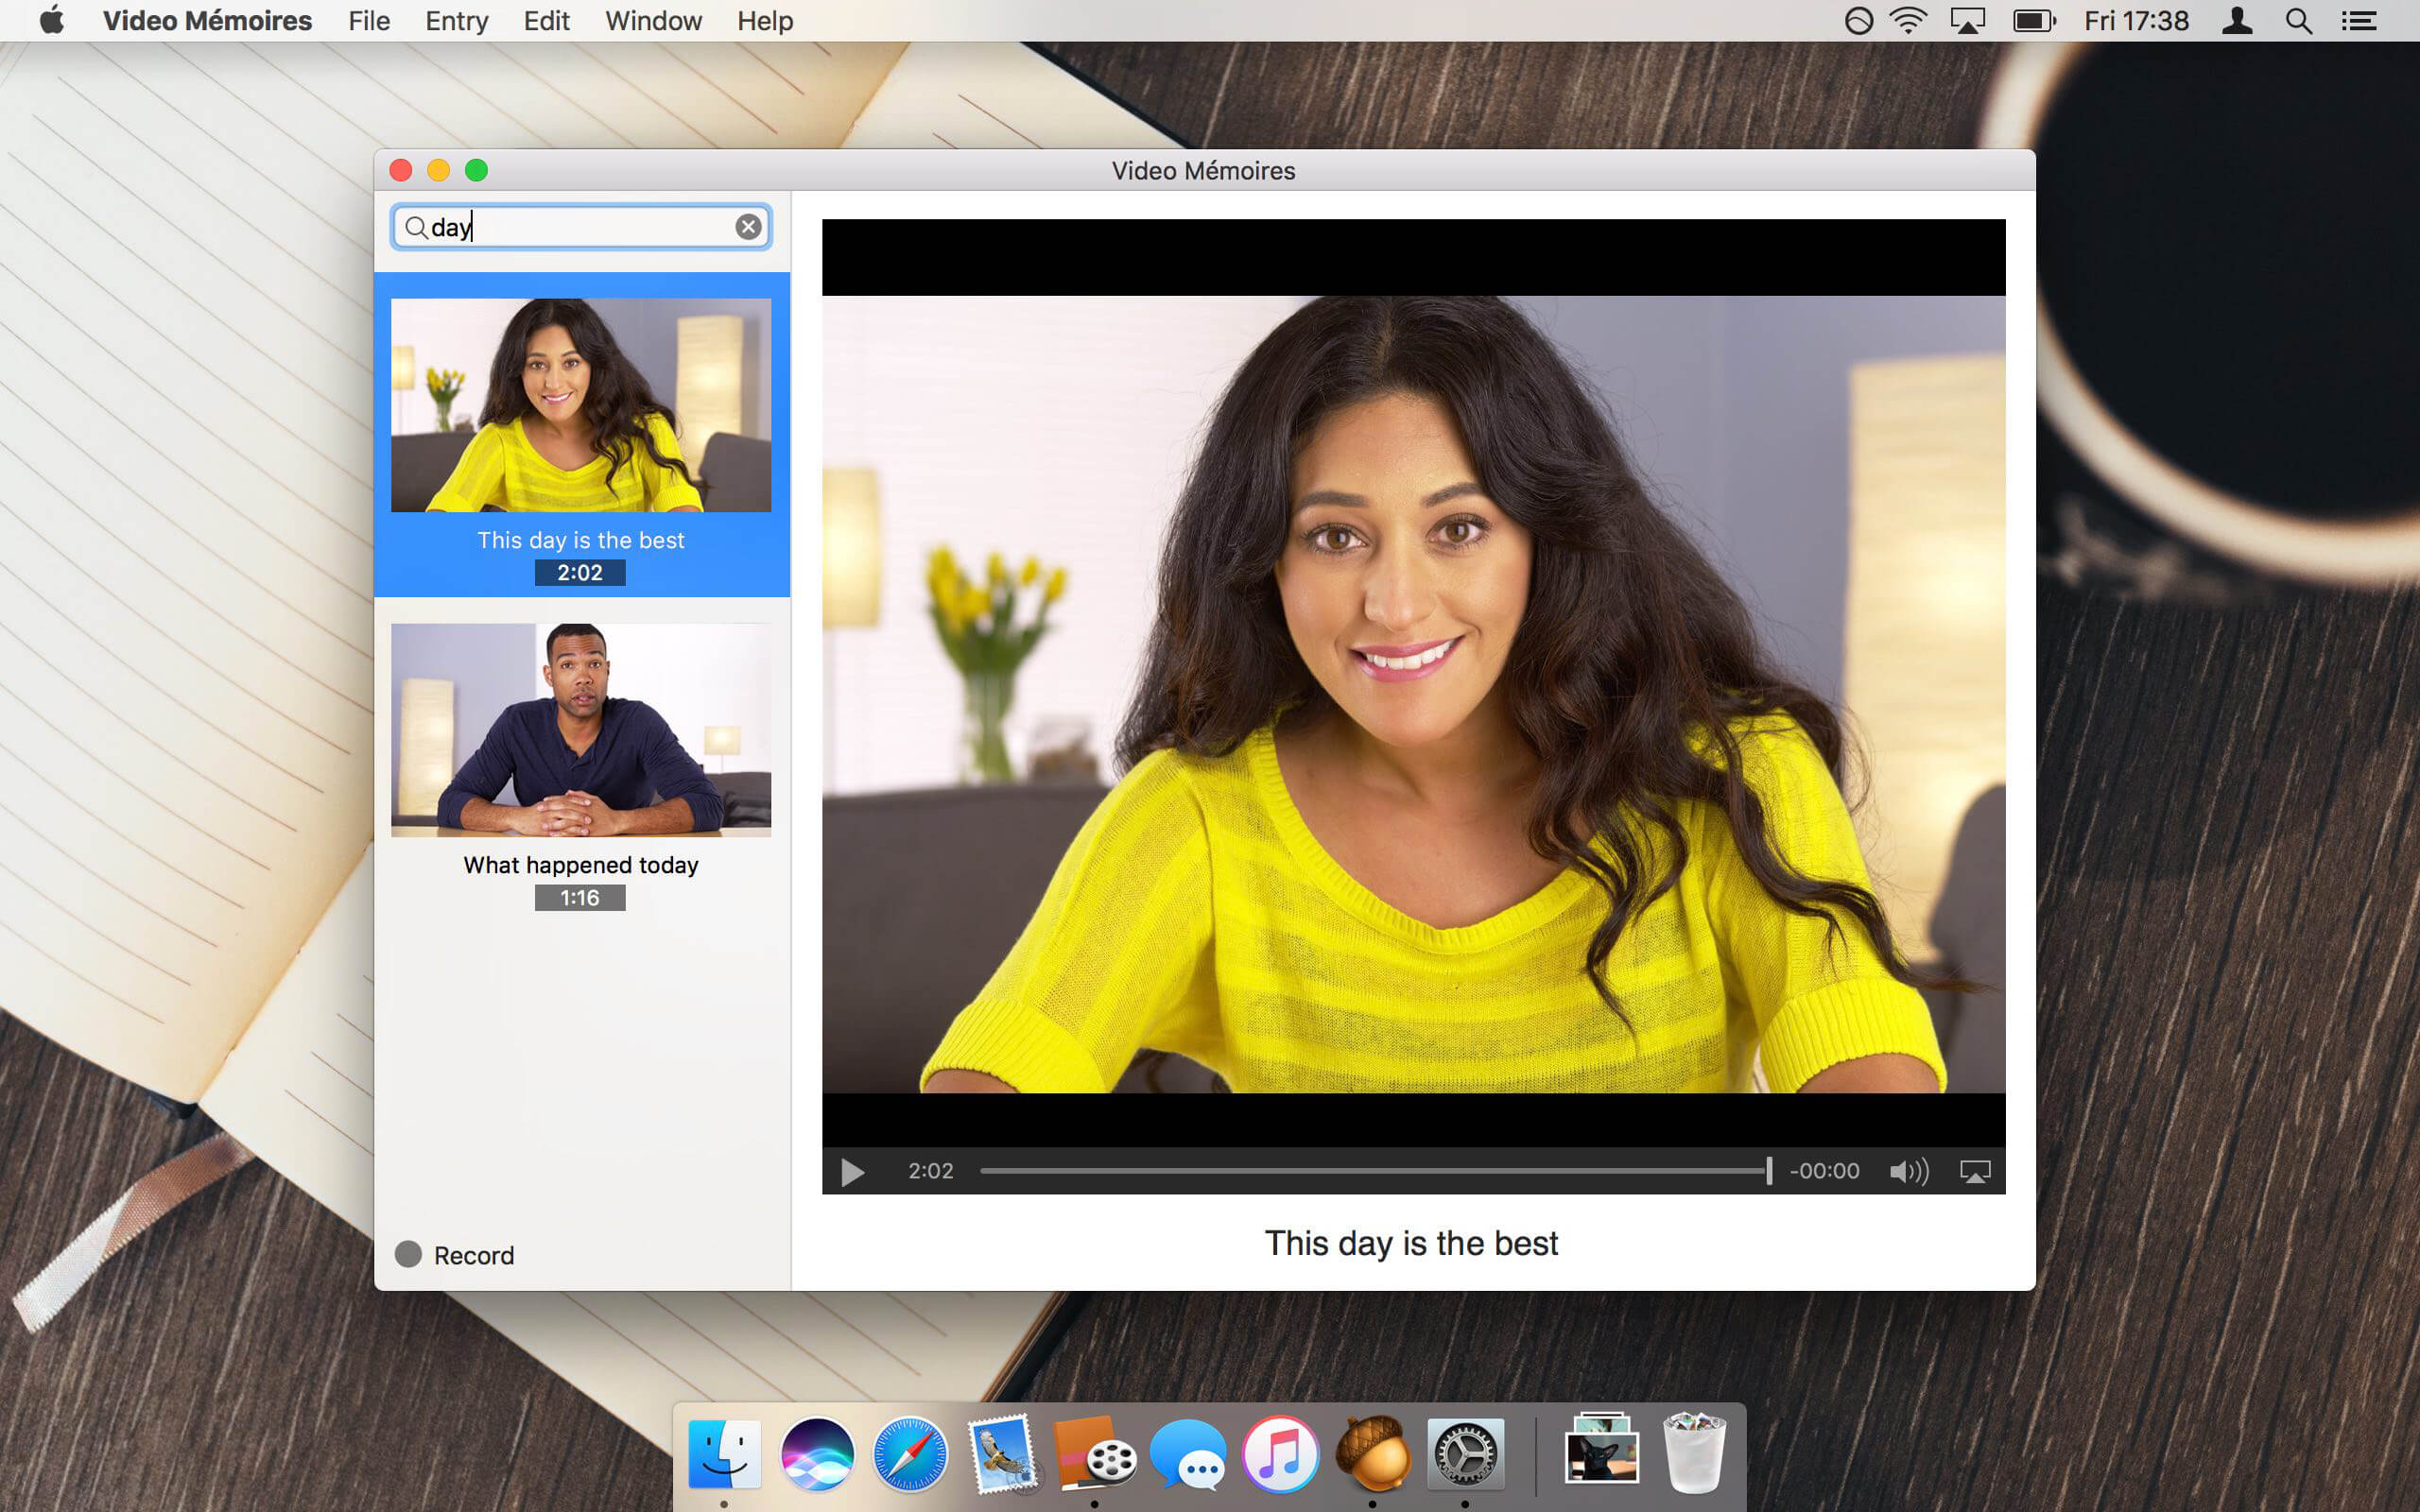 Video Mémoires File Entry Edit Window Help Fri 17:38
Video Mémoires
day
This day is the best
2:02
What happened today
1:16
2:02 -00:00
This day is the best
Record